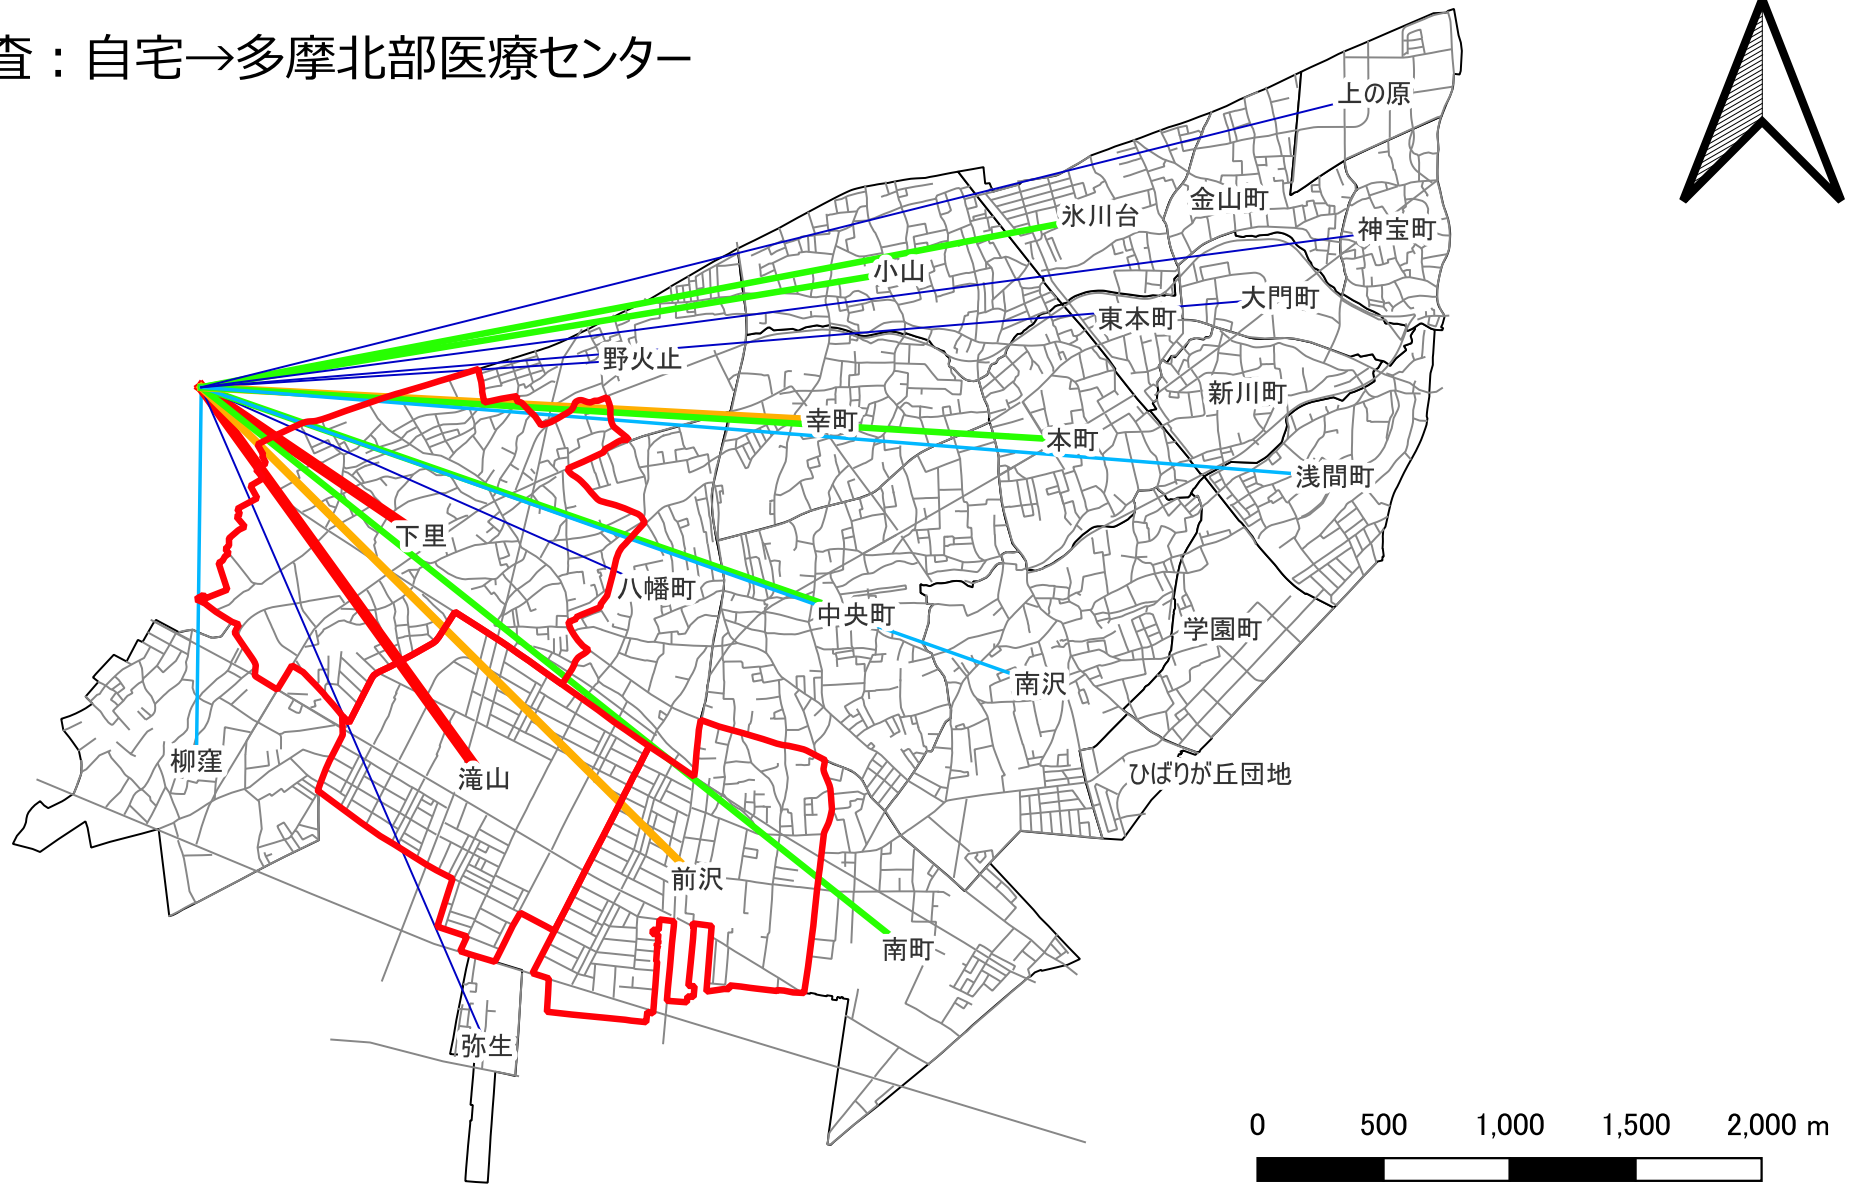 査：自宅→多摩北部医療センター
上の原
金山町
氷川台
神宝町
小山
大門町
東本町
野火止
新川町
幸町
本町
浅間町
下里
八幡町
中央町
学園町
南沢
柳窪
滝山
ひばりが丘団地
前沢
南町
弥生
0 500 1,000 1,500 2,000 m